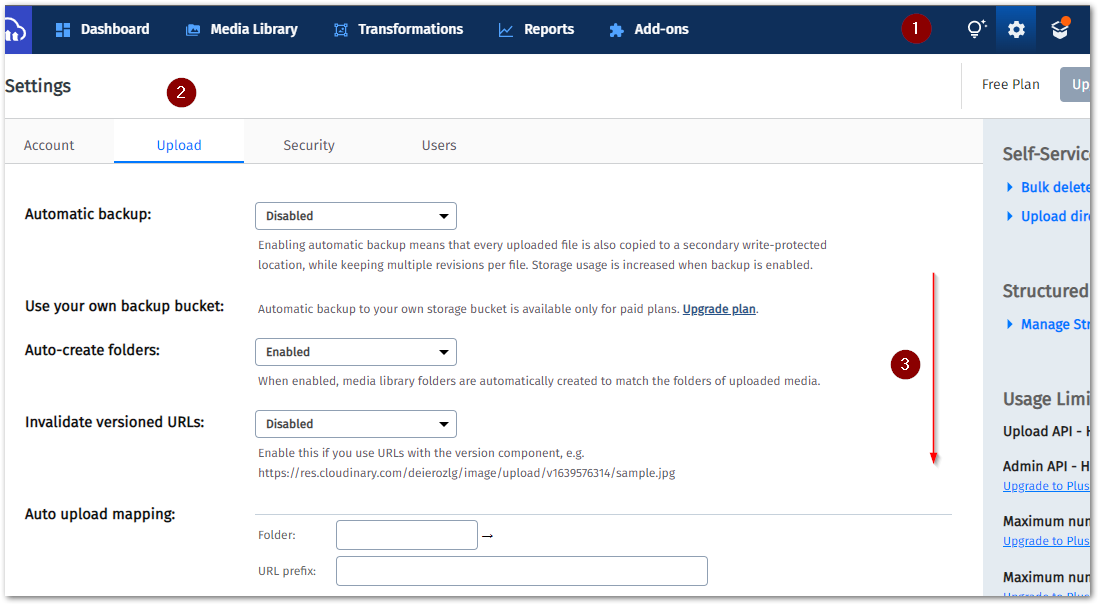 Dashboard Media Library Transformations Reports Add-ons 1
Settings 2 Free Plan Up
Account Upload Security Users
Self-Servic
Bulk delete
Upload dir
Automatic backup: Disabled
Enabling automatic backup means that every uploaded file is also copied to a secondary write-protected
location, while keeping multiple revisions per file. Storage usage is increased when backup is enabled.
Use your own backup bucket: Automatic backup to your own storage bucket is available only for paid plans. Upgrade plan.
Structured
Manage Str
Auto-create folders: Enabled
When enabled, media library folders are automatically created to match the folders of uploaded media.
3
Invalidate versioned URLs: Disabled
Enable this if you use URLs with the version component, e.g.
https://res.cloudinary.com/deierozlg/image/upload/v1639576314/sample.jpg
Usage Limi
Upload API - H
Admin API - H
Upgrade to Plus
Auto upload mapping:
Folder: →
URL prefix:
Maximum num
Upgrade to Plus
Maximum num